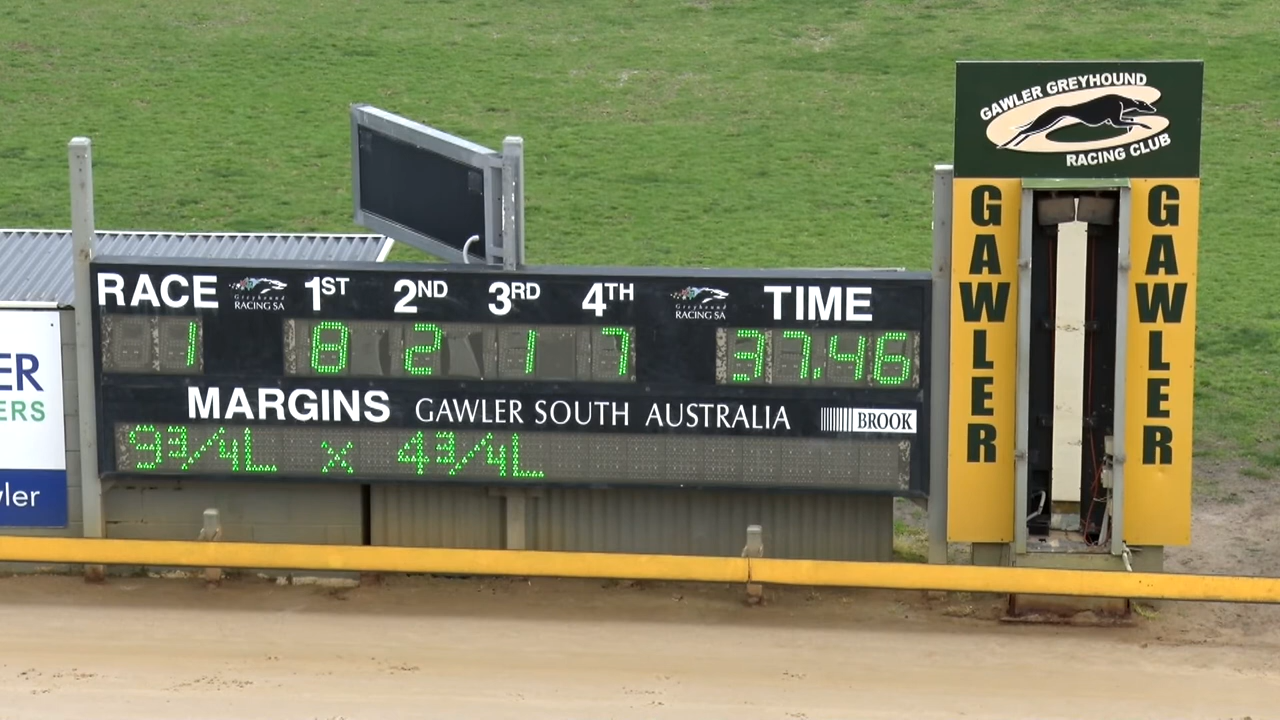 GAWLER GREYHOUND
RACING CLUB
GAWLER
GAWLER
RACE
Greyhound
RACING SA
1ST
2ND
3RD
4TH
Greyhound
RACING SA
TIME
1
8
2
1
7
37.46
MARGINS
GAWLER SOUTH AUSTRALIA
BROOK
9¾L x 4¾L
ER
ERS
ler